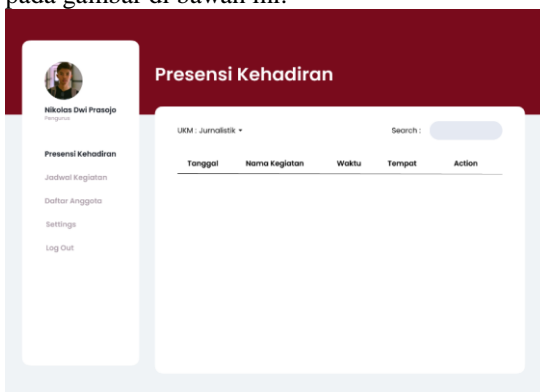 pada gambar di bawah ini.
Presensi Kehadiran
Nikolas Dwi Prasojo
Pengurus
Presensi Kehadiran
Jadwal Kegiatan
Daftar Anggota
Settings
Log Out
UKM : Jurnalistik
Search :
Tanggal Nama Kegiatan Waktu Tempat Action